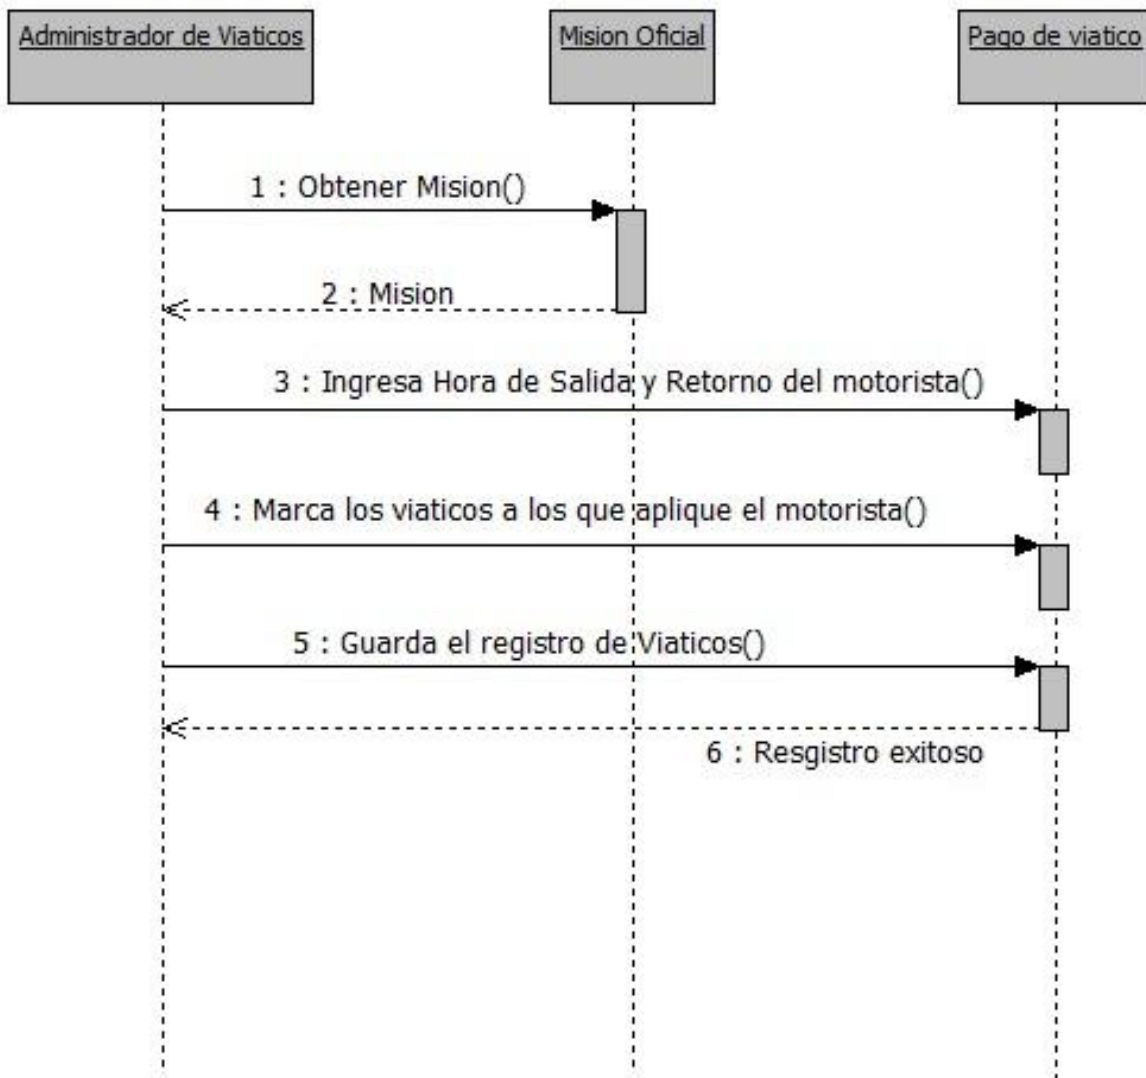 Administrador de Viaticos
Mision Oficial
Pago de viatico
1 : Obtener Mision()
2 : Mision
3 : Ingresa Hora de Salida y Retorno del motorista()
4 : Marca los viaticos a los que aplique el motorista()
5 : Guarda el registro de Viaticos()
6 : Resgistro exitoso